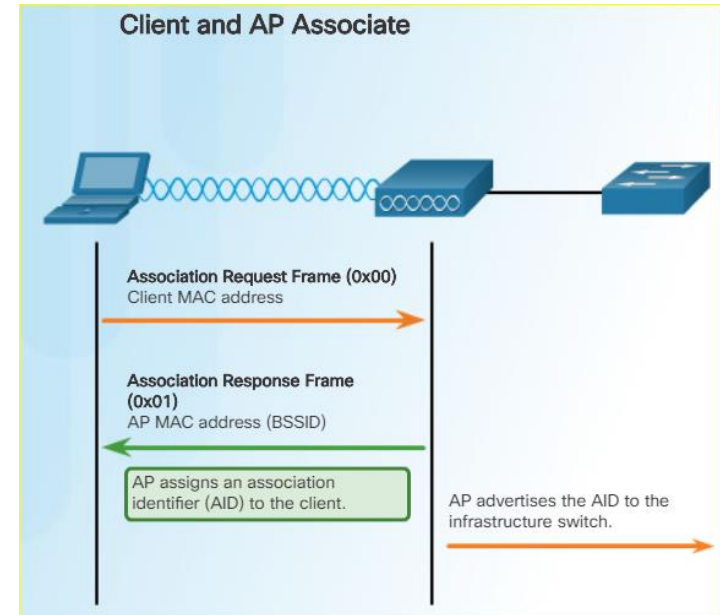 Client and AP Associate
Association Request Frame (0x00)
Client MAC address
Association Response Frame
(0x01)
AP MAC address (BSSID)
AP assigns an association
identifier (AID) to the client.
AP advertises the AID to the
infrastructure switch.